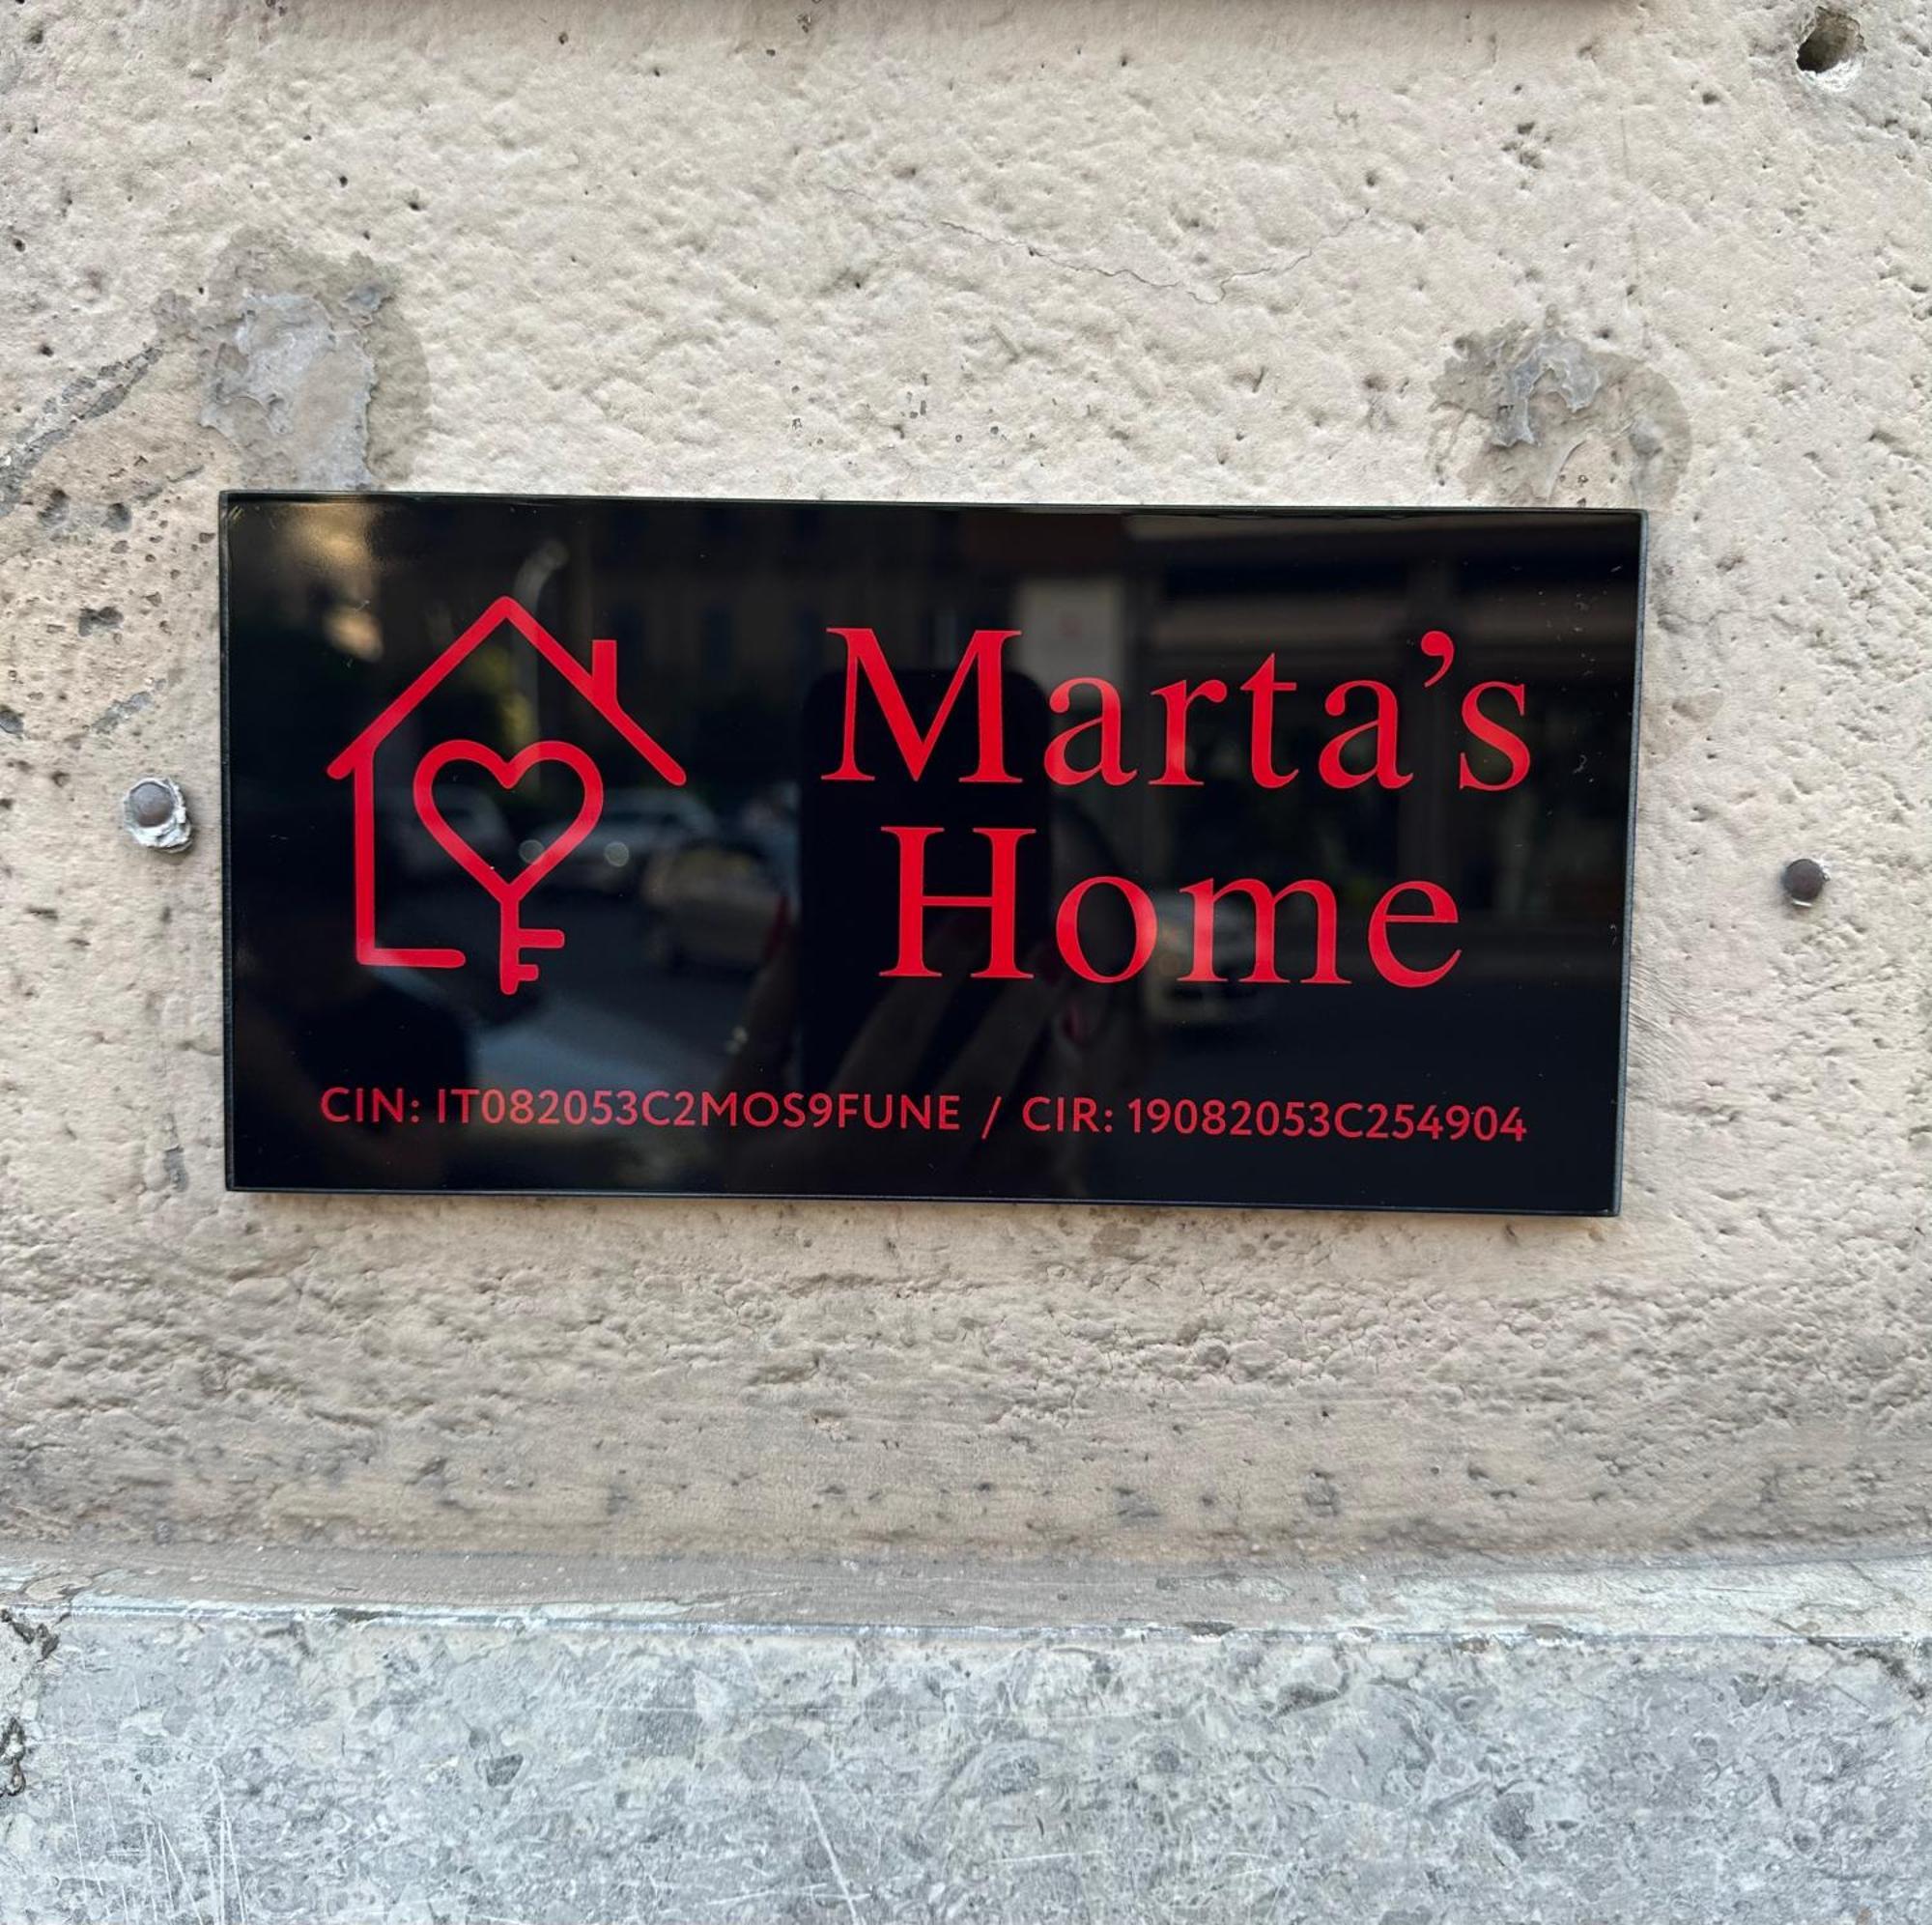 Marta’s
Home
CIN: IT082053C2MOS9FUNE / CIR: 19082053C254904